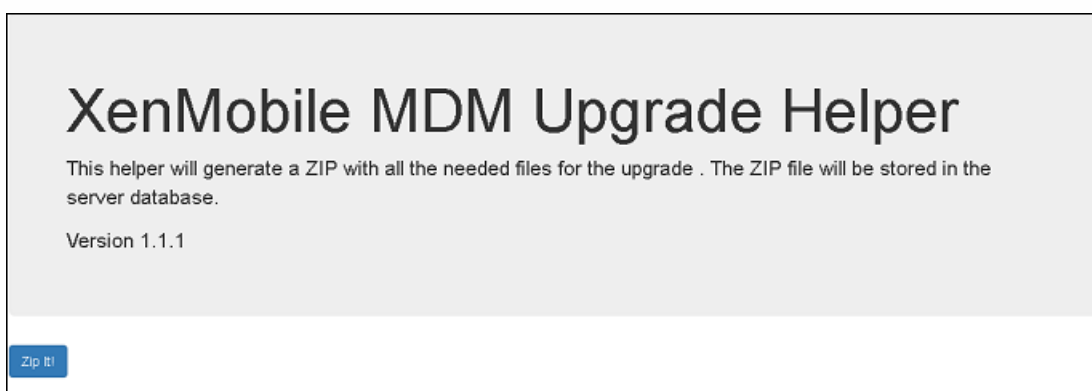 XenMobile MDM Upgrade Helper
This helper will generate a ZIP with all the needed files for the upgrade . The ZIP file will be stored in the
server database.
Version 1.1.1
Zip It!